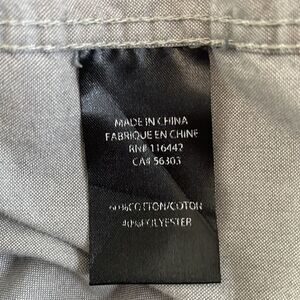 MADE IN CHINA
FABRIQUE EN CHINE
RN# 116442
CA# 56303
60%COTTON/COTON
40%POLYESTER